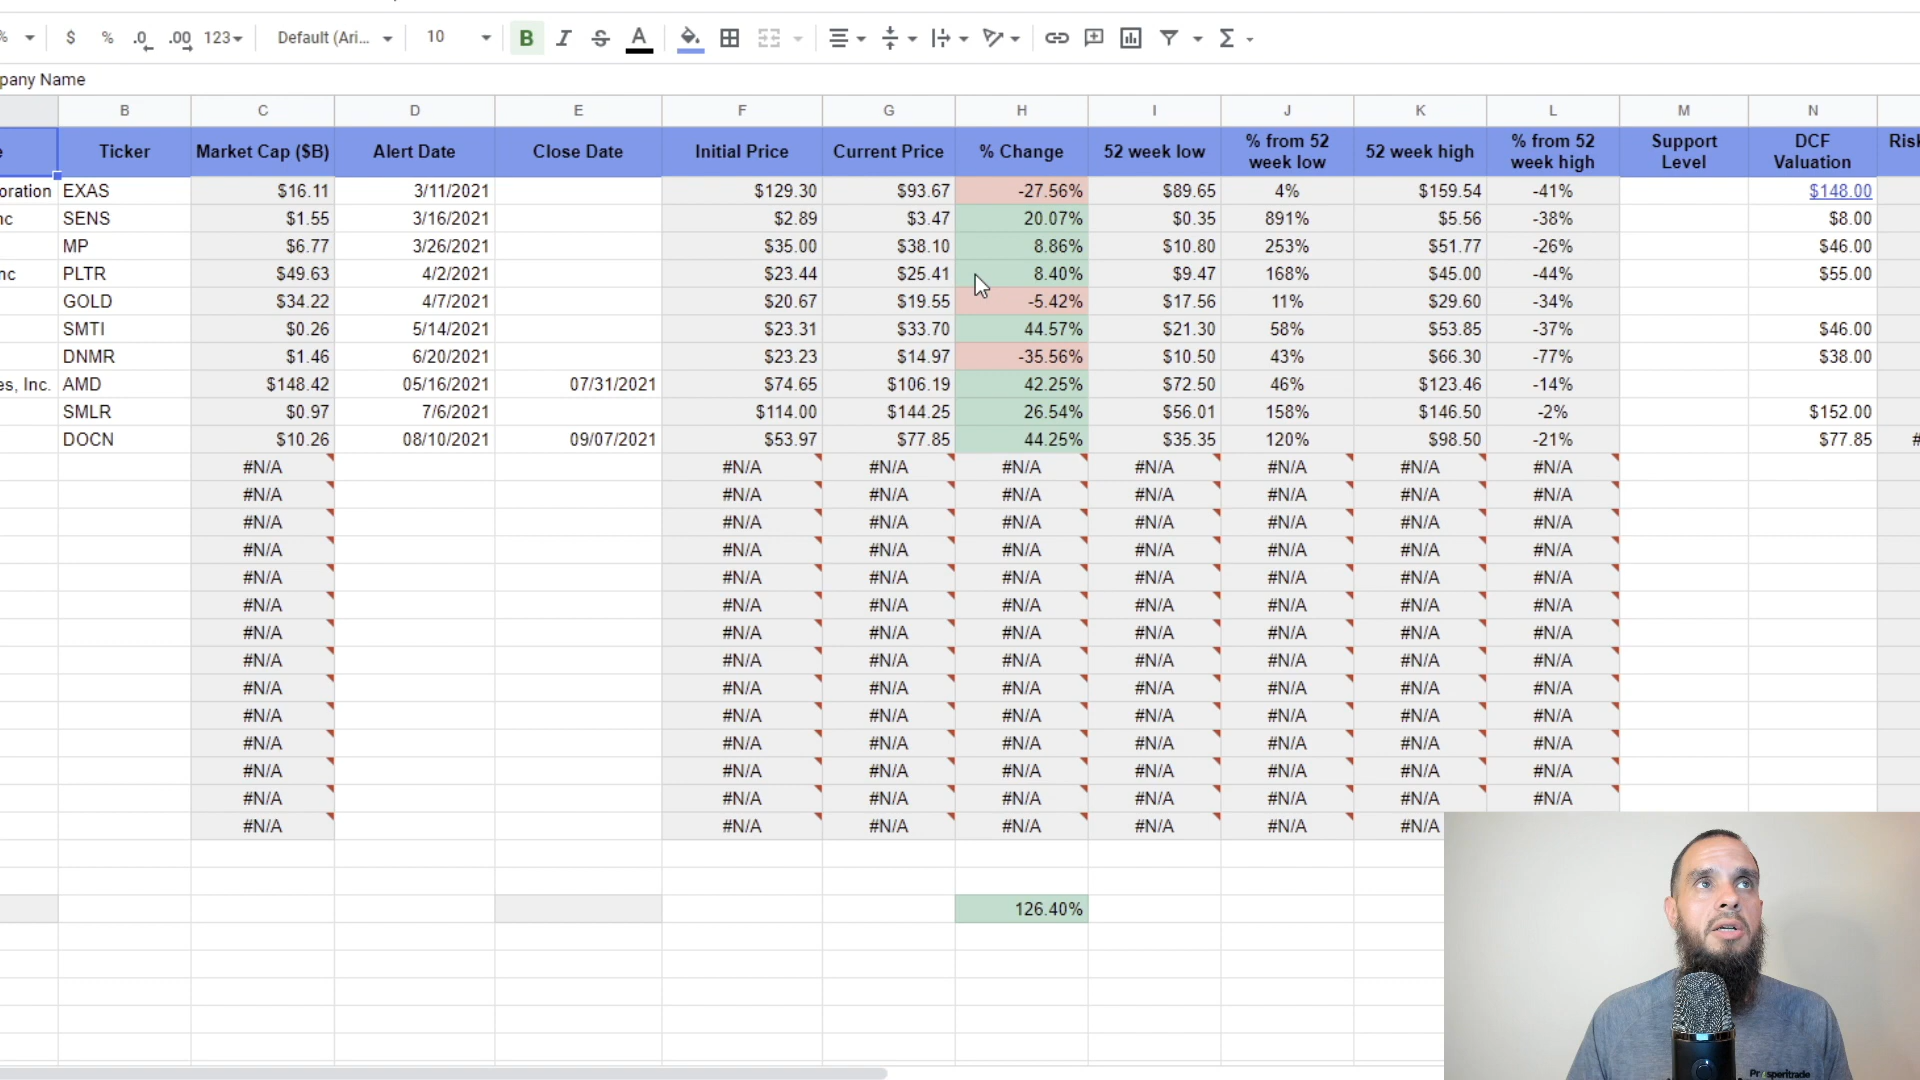 % $ % .0 .00 123 Default (Ari... 10 B I S A Σ
pany Name
B C D E F G H I J K L M N
e Ticker Market Cap ($B) Alert Date Close Date Initial Price Current Price % Change 52 week low % from 52 week low 52 week high % from 52 week high Support Level DCF Valuation Risk
oration EXAS $16.11 3/11/2021 $129.30 $93.67 -27.56% $89.65 4% $159.54 -41% $148.00
nc SENS $1.55 3/16/2021 $2.89 $3.47 20.07% $0.35 891% $5.56 -38% $8.00
MP $6.77 3/26/2021 $35.00 $38.10 8.86% $10.80 253% $51.77 -26% $46.00
nc PLTR $49.63 4/2/2021 $23.44 $25.41 8.40% $9.47 168% $45.00 -44% $55.00
GOLD $34.22 4/7/2021 $20.67 $19.55 -5.42% $17.56 11% $29.60 -34%
SMTI $0.26 5/14/2021 $23.31 $33.70 44.57% $21.30 58% $53.85 -37% $46.00
DNMR $1.46 6/20/2021 $23.23 $14.97 -35.56% $10.50 43% $66.30 -77% $38.00
es, Inc. AMD $148.42 05/16/2021 07/31/2021 $74.65 $106.19 42.25% $72.50 46% $123.46 -14%
SMLR $0.97 7/6/2021 $114.00 $144.25 26.54% $56.01 158% $146.50 -2% $152.00
DOCN $10.26 08/10/2021 09/07/2021 $53.97 $77.85 44.25% $35.35 120% $98.50 -21% $77.85 #
#N/A #N/A #N/A #N/A #N/A #N/A #N/A #N/A
#N/A #N/A #N/A #N/A #N/A #N/A #N/A #N/A
#N/A #N/A #N/A #N/A #N/A #N/A #N/A #N/A
#N/A #N/A #N/A #N/A #N/A #N/A #N/A #N/A
#N/A #N/A #N/A #N/A #N/A #N/A #N/A #N/A
#N/A #N/A #N/A #N/A #N/A #N/A #N/A #N/A
#N/A #N/A #N/A #N/A #N/A #N/A #N/A #N/A
#N/A #N/A #N/A #N/A #N/A #N/A #N/A #N/A
#N/A #N/A #N/A #N/A #N/A #N/A #N/A #N/A
#N/A #N/A #N/A #N/A #N/A #N/A #N/A #N/A
#N/A #N/A #N/A #N/A #N/A #N/A #N/A #N/A
#N/A #N/A #N/A #N/A #N/A #N/A #N/A #N/A
#N/A #N/A #N/A #N/A #N/A #N/A #N/A #N/A
#N/A #N/A #N/A #N/A #N/A #N/A #N/A
126.40%